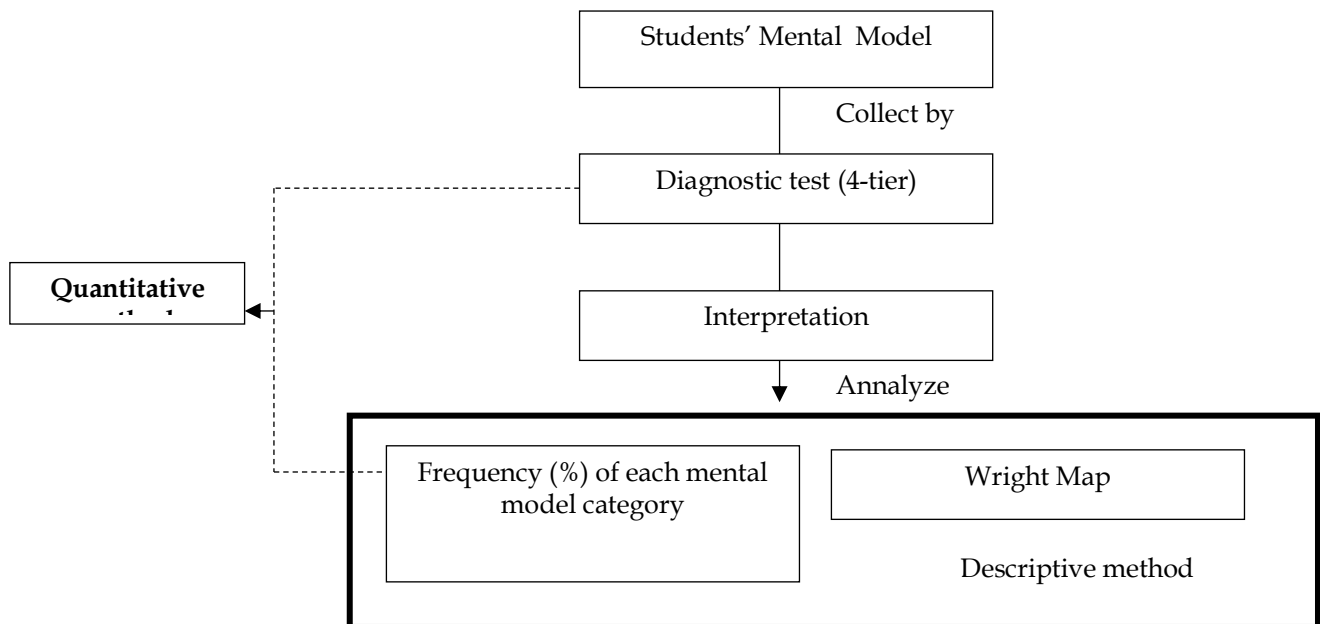 Students' Mental Model
Collect by
Diagnostic test (4-tier)
Quantitative
Interpretation
Annalyze
Frequency (%) of each mental
model category
Wright Map
Descriptive method